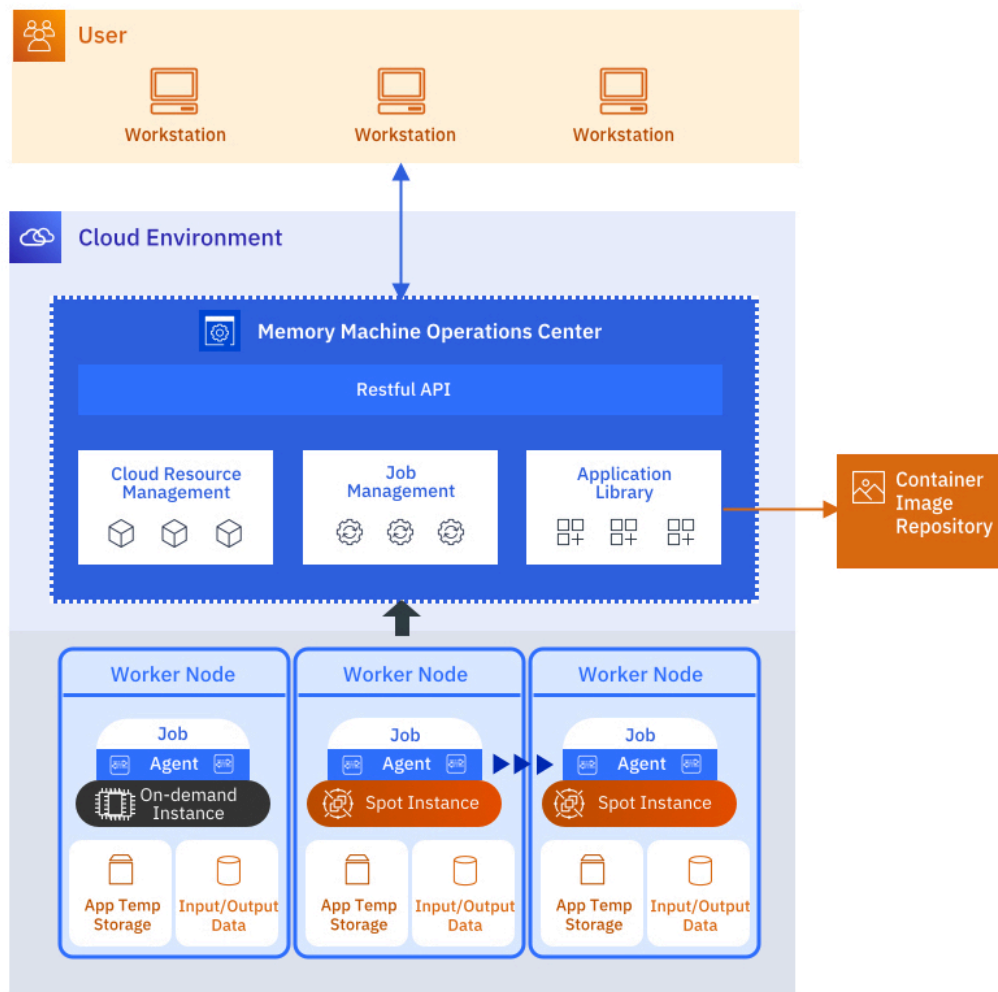 User
Workstation
Workstation
Workstation
Cloud Environment
Memory Machine Operations Center
Restful API
Cloud Resource
Management
Job
Management
Application
Library
Container
Image
Repository
Worker Node
Worker Node
Worker Node
Job
Agent
On-demand
Instance
Job
Agent
Spot Instance
Job
Agent
Spot Instance
App Temp
Storage
Input/Output
Data
App Temp
Storage
Input/Output
Data
App Temp
Storage
Input/Output
Data